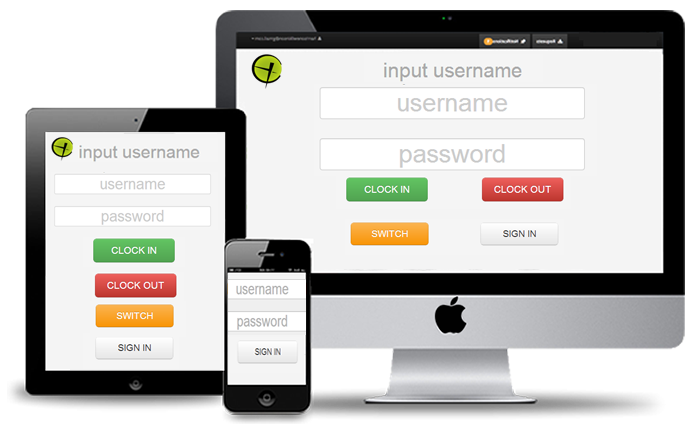 input username
username
password
CLOCK IN
CLOCK OUT
SWITCH
SIGN IN
input username
username
password
CLOCK IN
CLOCK OUT
SWITCH
SIGN IN
username
password
SIGN IN